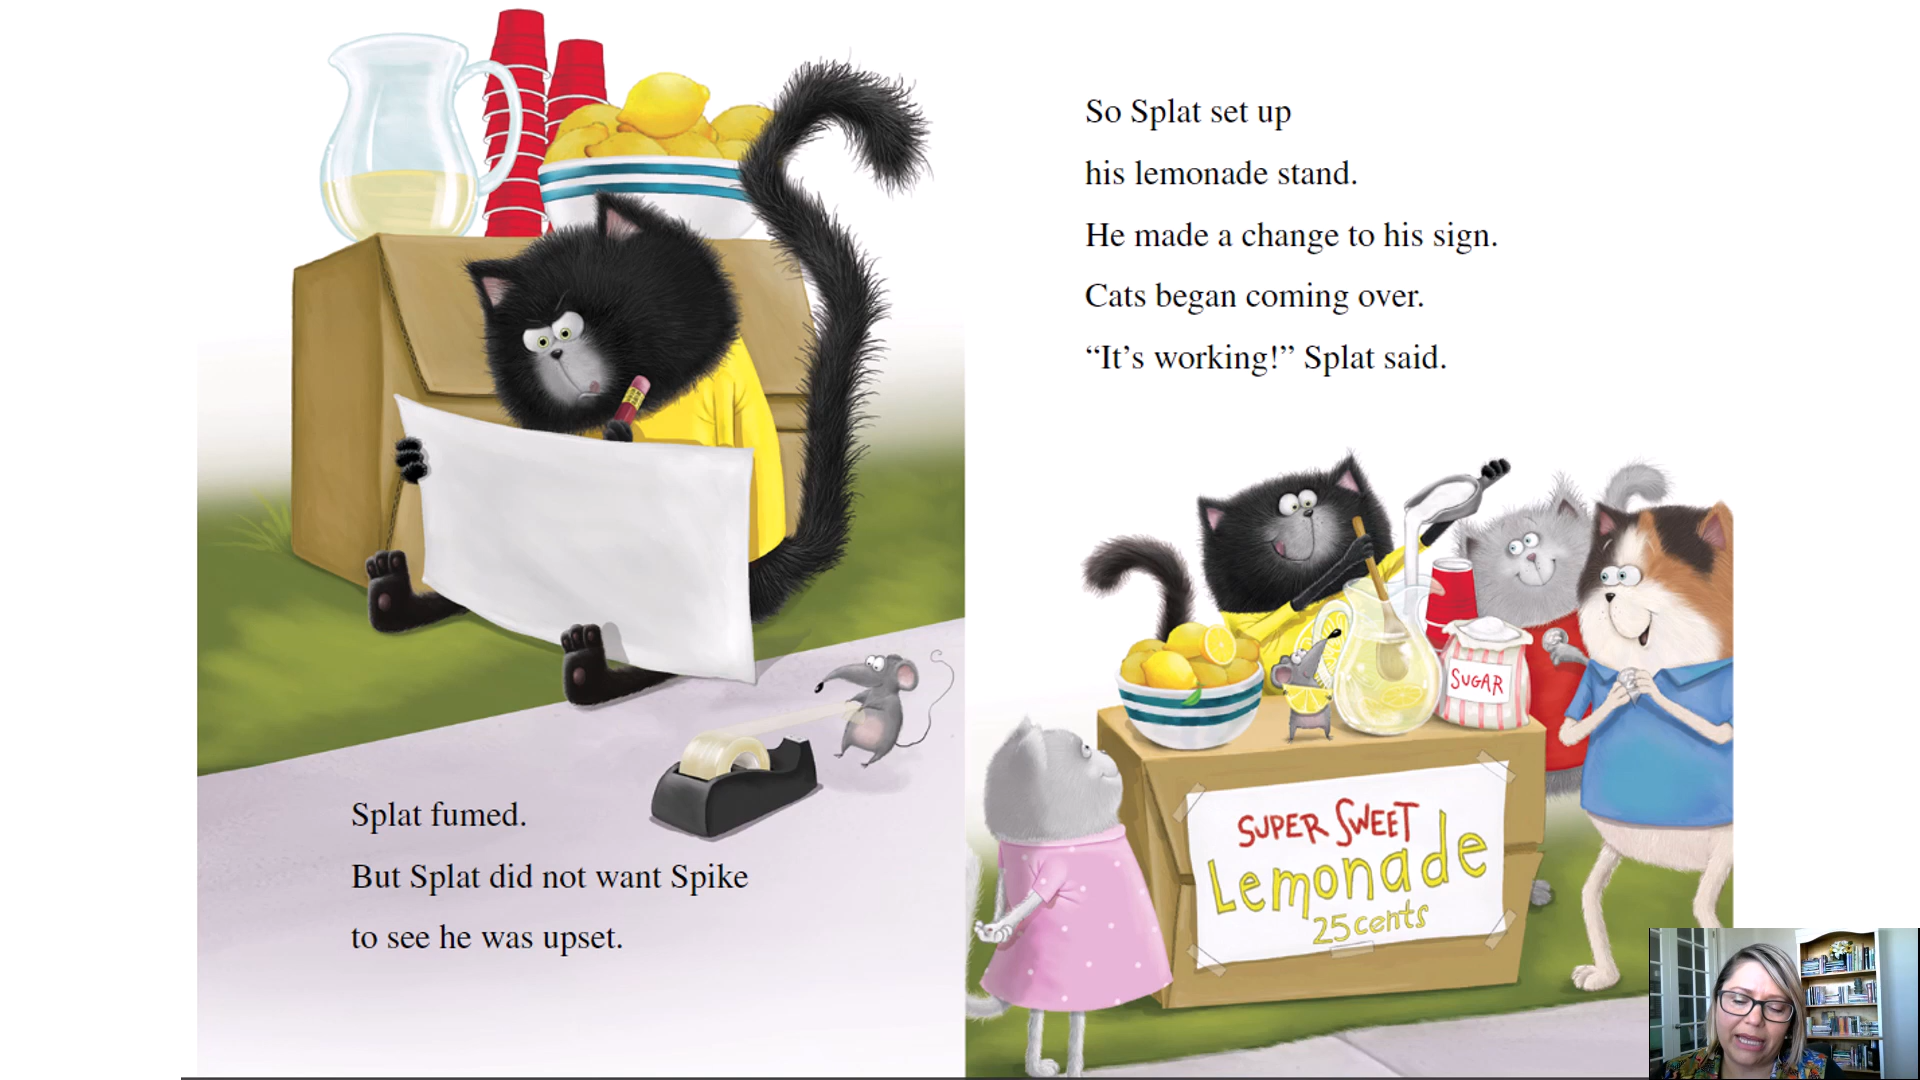 Splat fumed.
But Splat did not want Spike
to see he was upset.
So Splat set up
his lemonade stand.
He made a change to his sign.
Cats began coming over.
“It’s working!” Splat said.
SUGAR
SUPER SWEET
Lemonade
25 cents